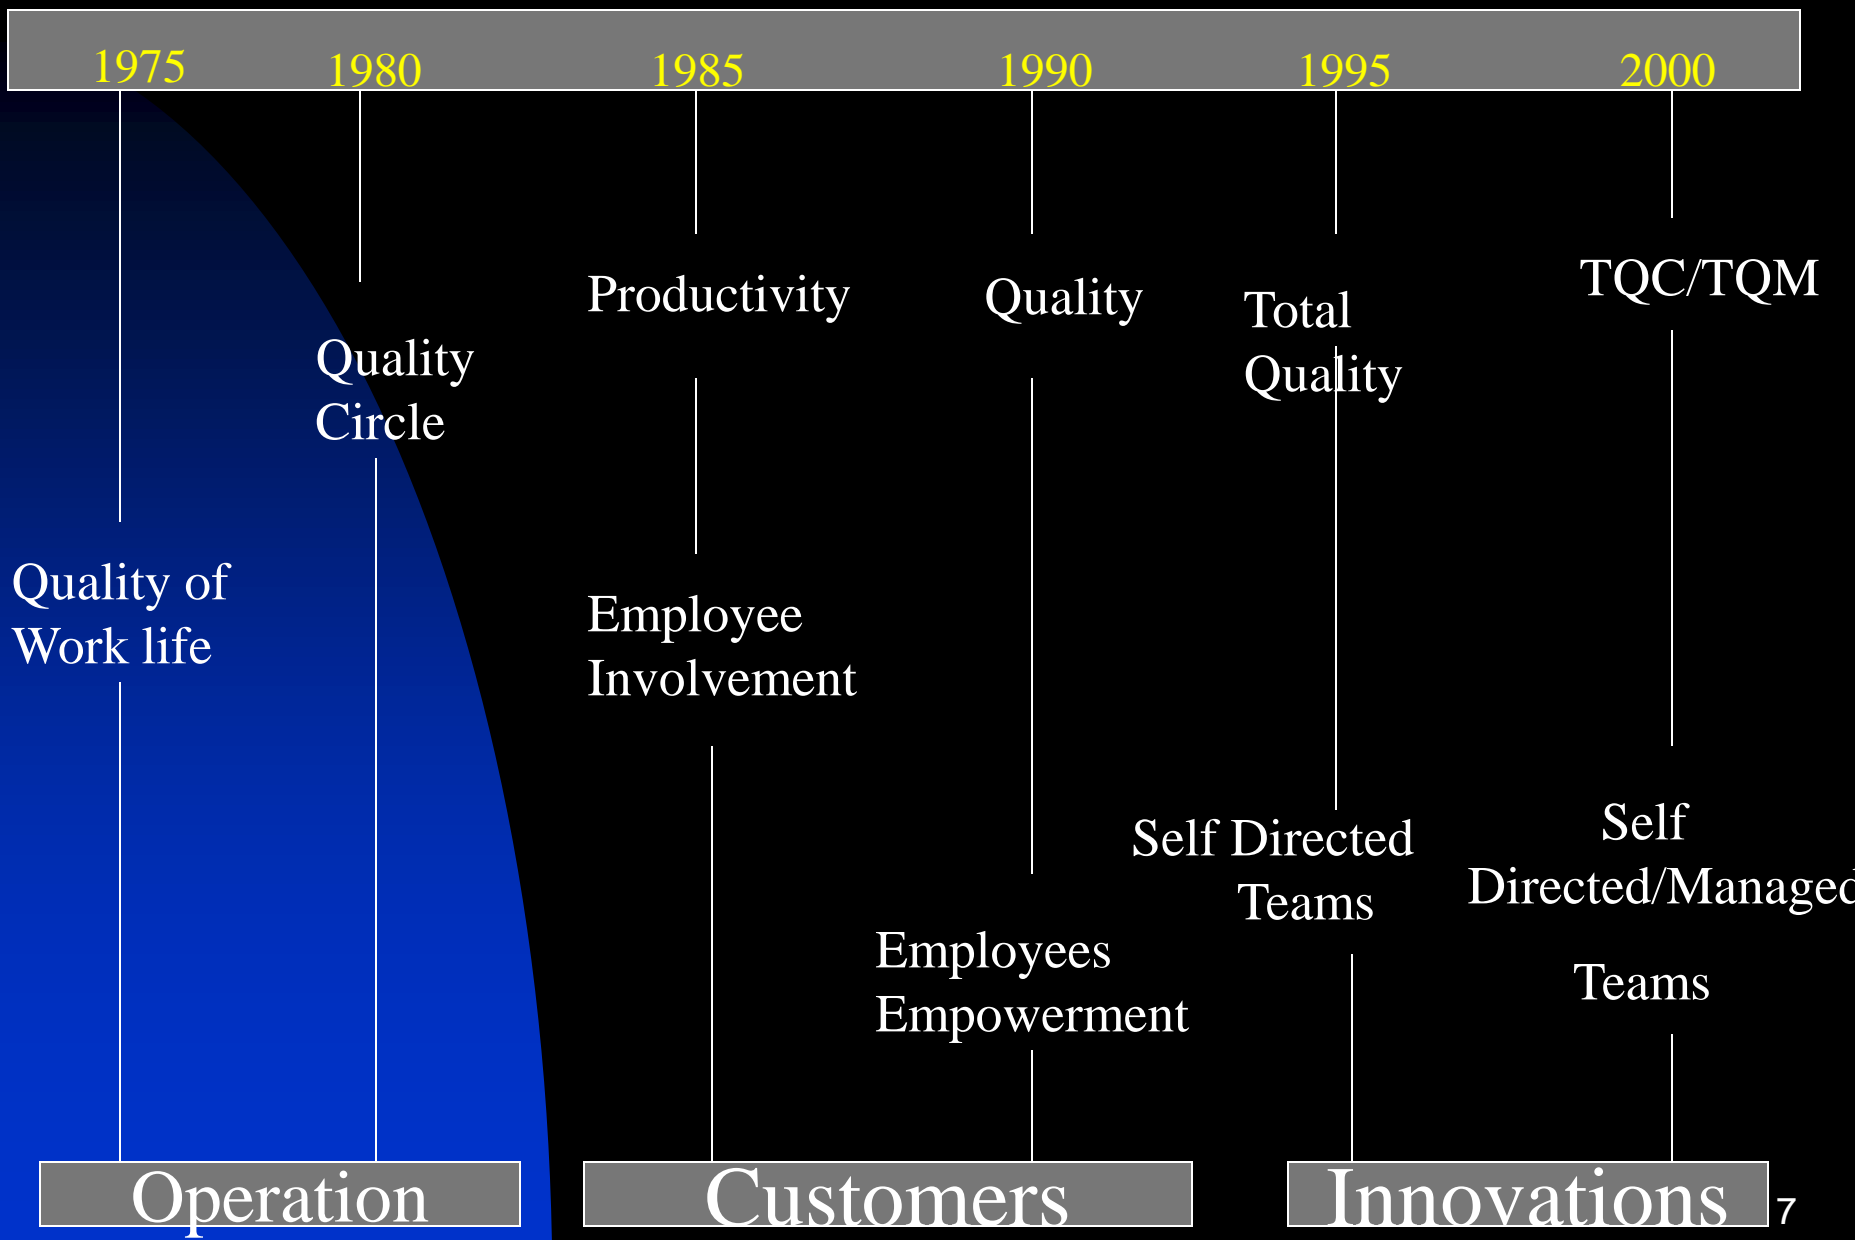 1975 1980 1985 1990 1995 2000
Quality of
Work life
Quality
Circle
Productivity
Employee
Involvement
Quality
Employees
Empowerment
Total
Quality
Self Directed
Teams
TQC/TQM
Self
Directed/Managed
Teams
Operation
Customers
Innovations
7